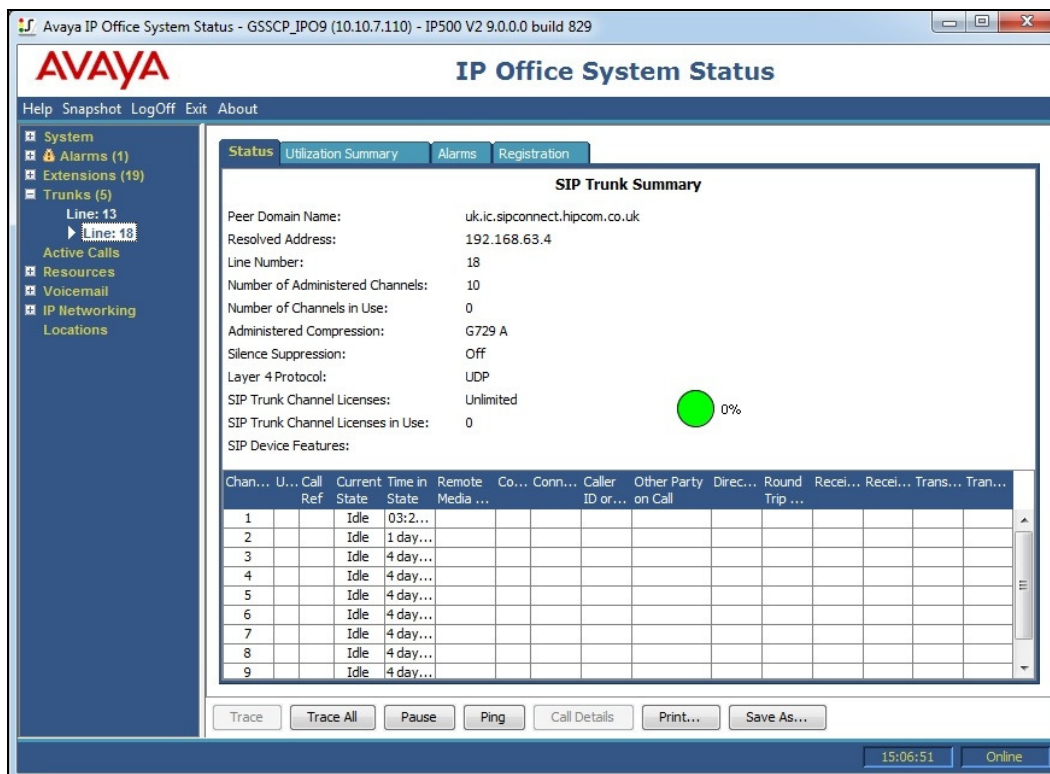 Avaya IP Office System Status - GSSCP_IPO9 (10.10.7.110) - IP500 V2 9.0.0.0 build 829
AVAYA
IP Office System Status
Help Snapshot LogOff Exit About
System
Alarms (1)
Extensions (19)
Trunks (5)
Line: 13
Line: 18
Active Calls
Resources
Voicemail
IP Networking
Locations
Status Utilization Summary Alarms Registration
SIP Trunk Summary
Peer Domain Name: uk.ic.sipconnect.hipcom.co.uk
Resolved Address: 192.168.63.4
Line Number: 18
Number of Administered Channels: 10
Number of Channels in Use: 0
Administered Compression: G729 A
Silence Suppression: Off
Layer 4 Protocol: UDP
SIP Trunk Channel Licenses: Unlimited
0%
SIP Trunk Channel Licenses in Use: 0
SIP Device Features:
Chan... U... Call Current Time in Remote Co... Conn... Caller Other Party Direc... Round Recei... Recei... Trans... Tran...
Ref State State Media ... ID or... on Call Trip ...
1 Idle 03:2...
2 Idle 1 day...
3 Idle 4 day...
4 Idle 4 day...
5 Idle 4 day...
6 Idle 4 day...
7 Idle 4 day...
8 Idle 4 day...
9 Idle 4 day...
Trace Trace All Pause Ping Call Details Print... Save As...
15:06:51 Online